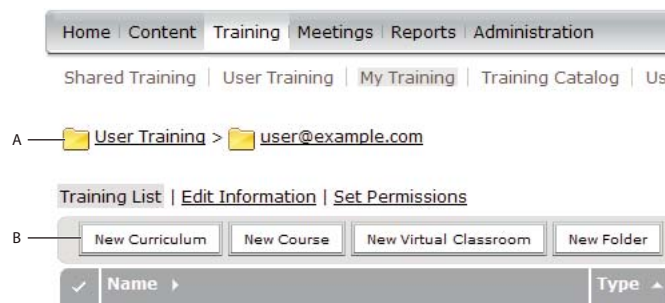 Home Content Training Meetings Reports Administration
Shared Training | User Training | My Training | Training Catalog | Us
A User Training > user@example.com
Training List | Edit Information | Set Permissions
B New Curriculum New Course New Virtual Classroom New Folder
Name Type